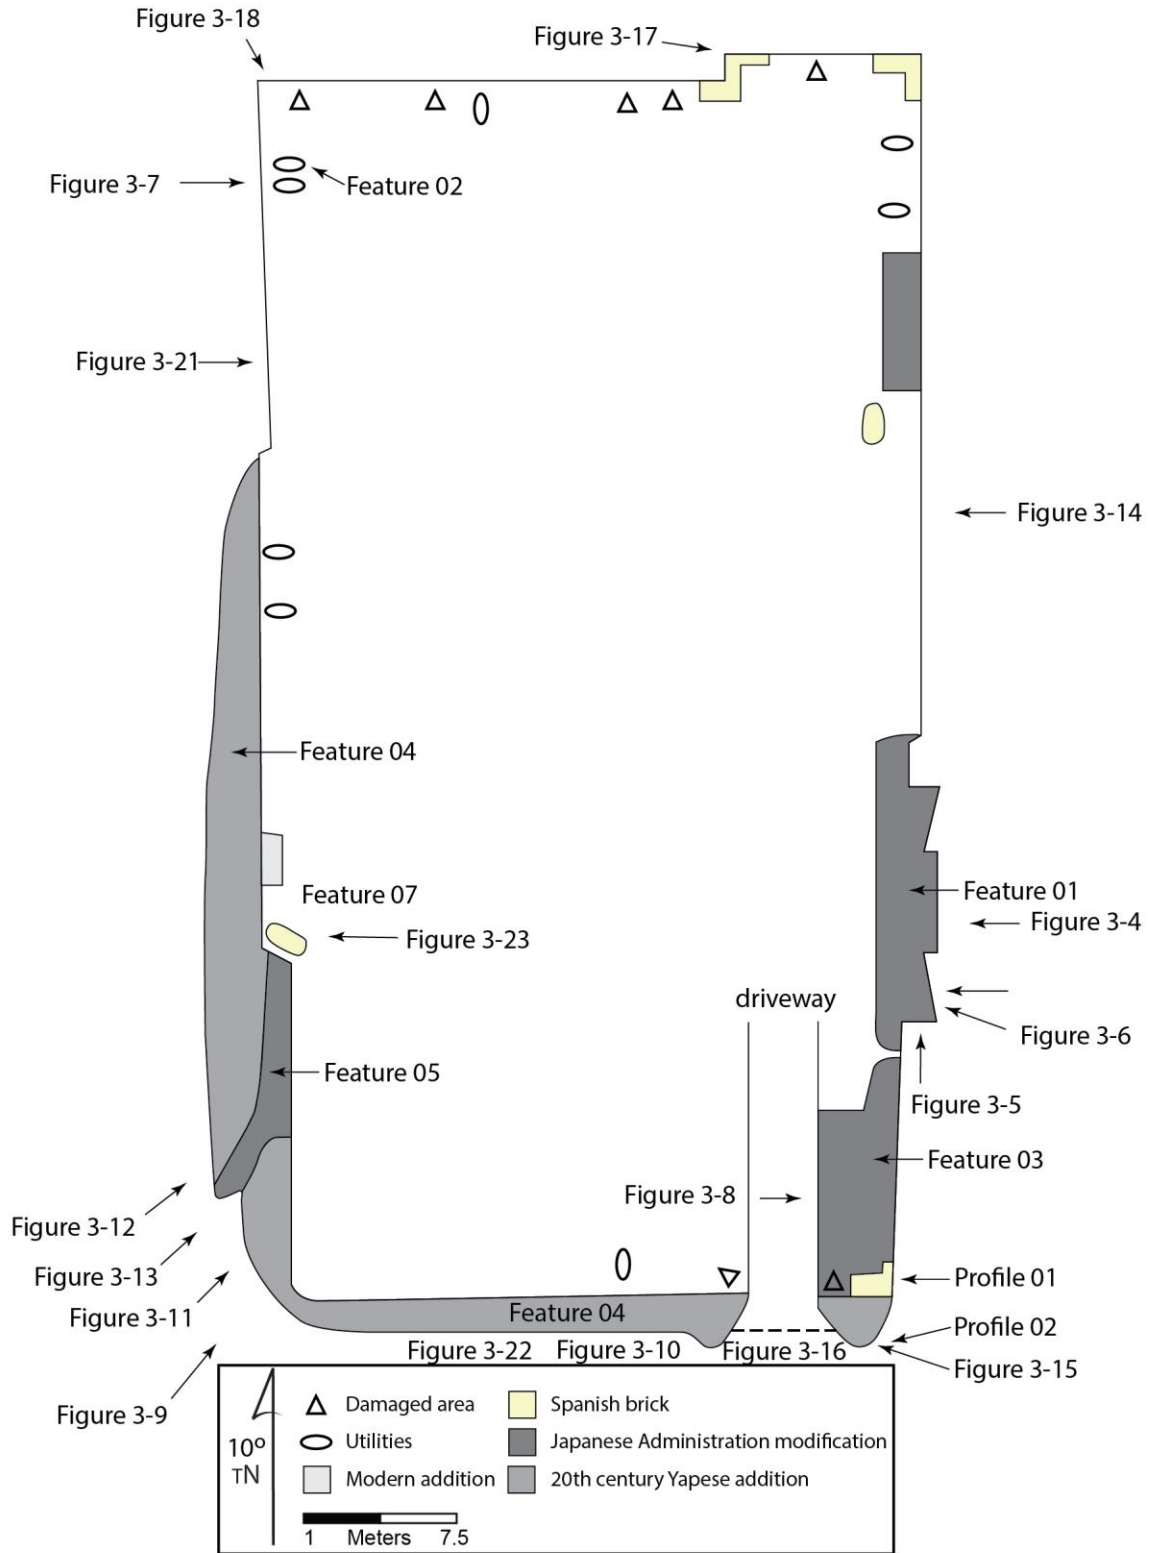 Figure 3-18
Figure 3-17
Figure 3-7
Feature 02
Figure 3-21
Figure 3-14
Feature 04
Feature 07
Feature 01
Figure 3-4
Figure 3-23
driveway
Figure 3-6
Feature 05
Figure 3-5
Feature 03
Figure 3-8
Figure 3-12
Figure 3-13
Profile 01
Figure 3-11
Feature 04
Profile 02
Figure 3-22
Figure 3-10
Figure 3-16
Figure 3-15
Figure 3-9
Damaged area
Spanish brick
Utilities
Japanese Administration modification
10º
TN
Modern addition
20th century Yapese addition
1 Meters 7.5